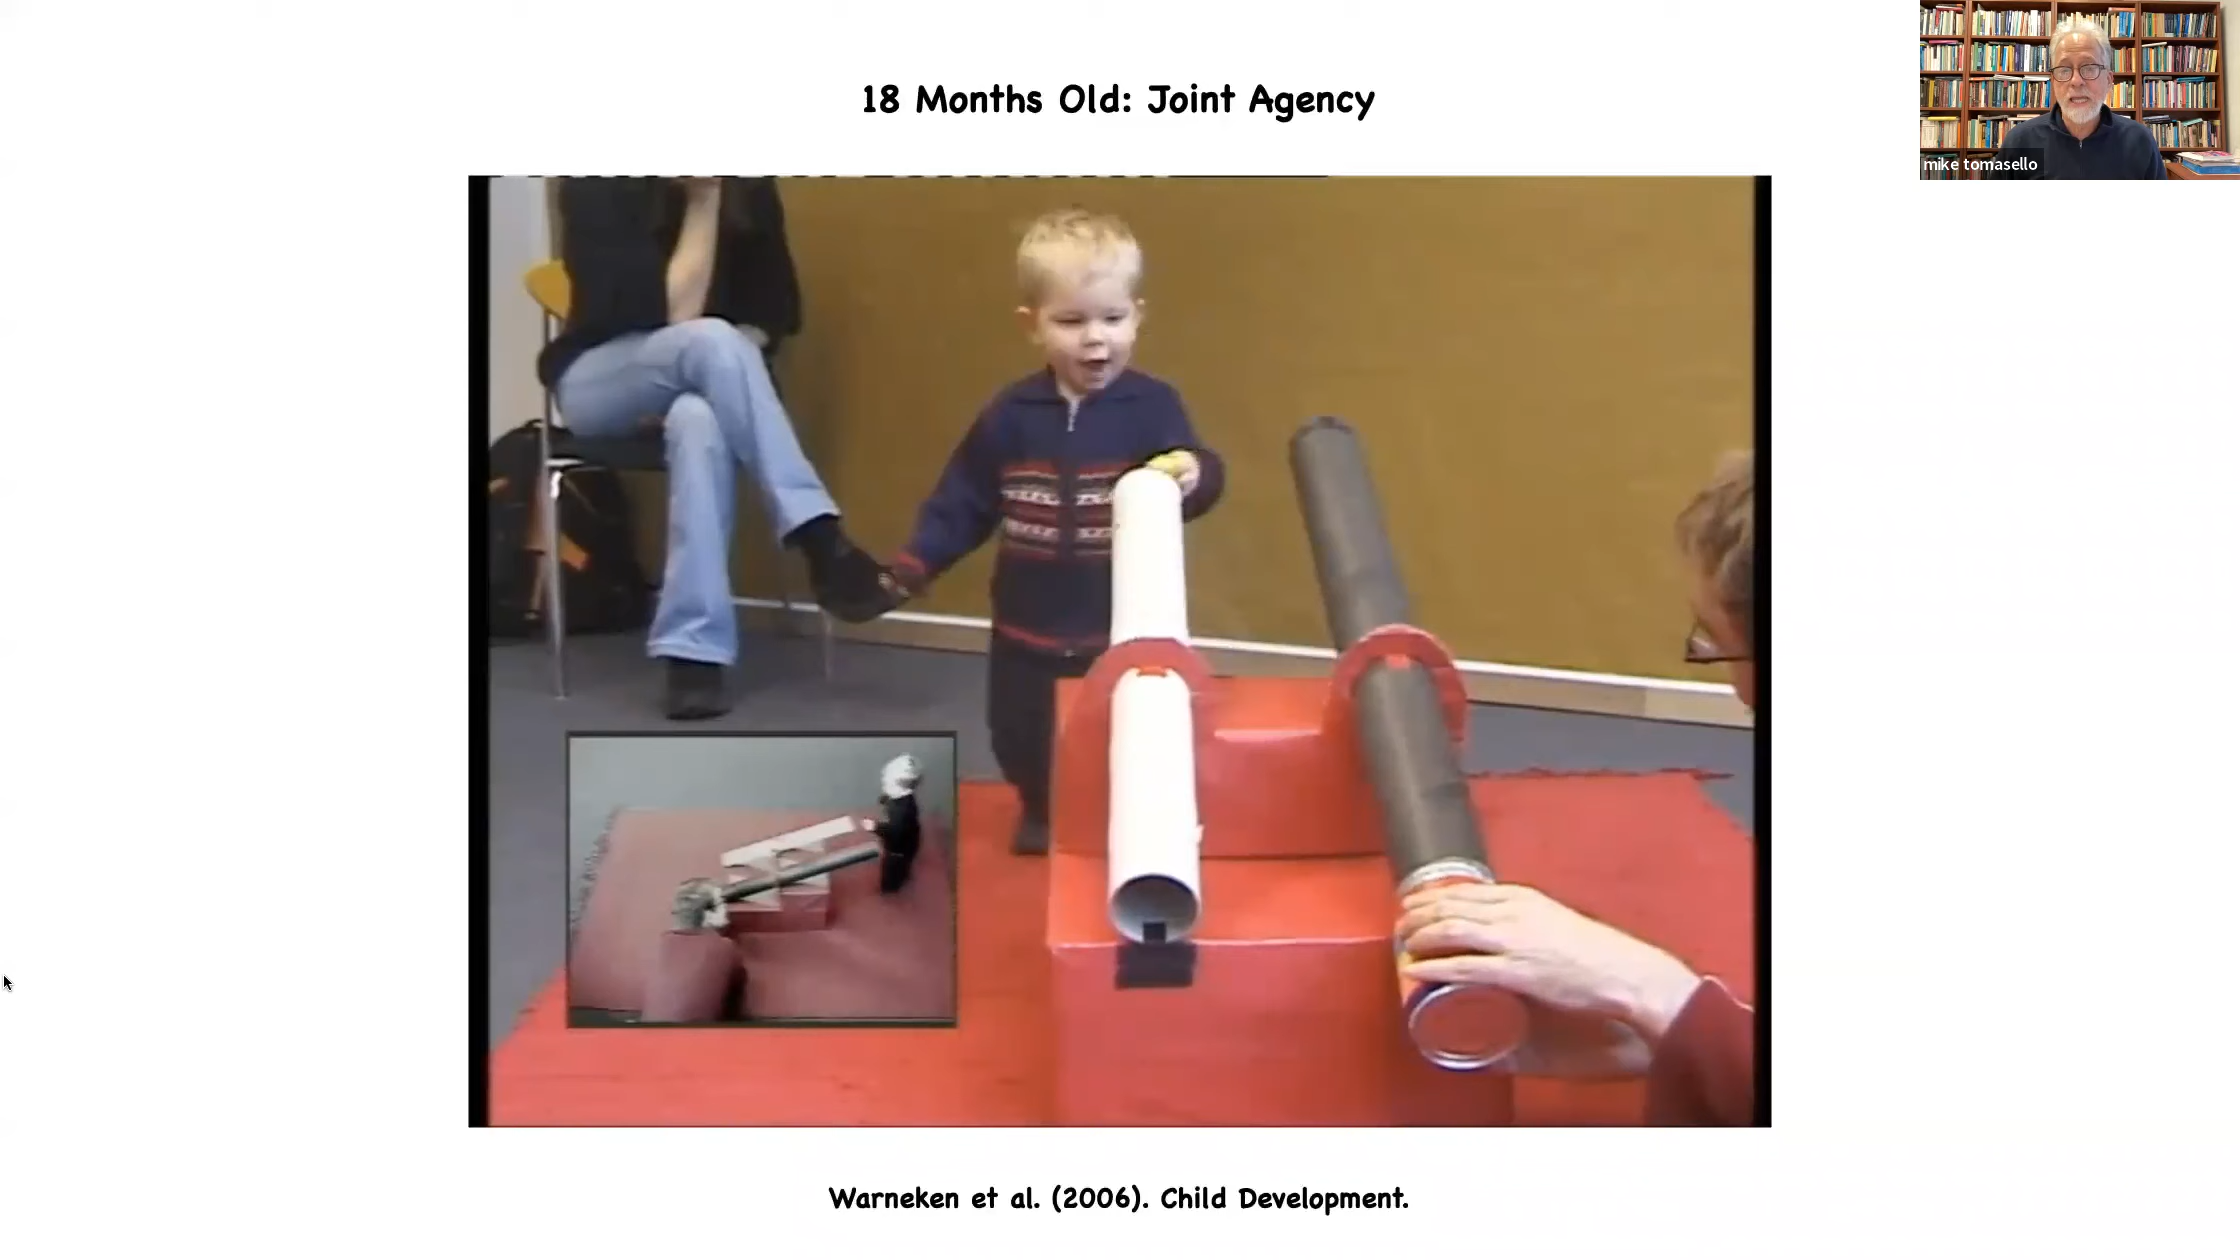 18 Months Old: Joint Agency
mike tomasello
Warneken et al. (2006). Child Development.